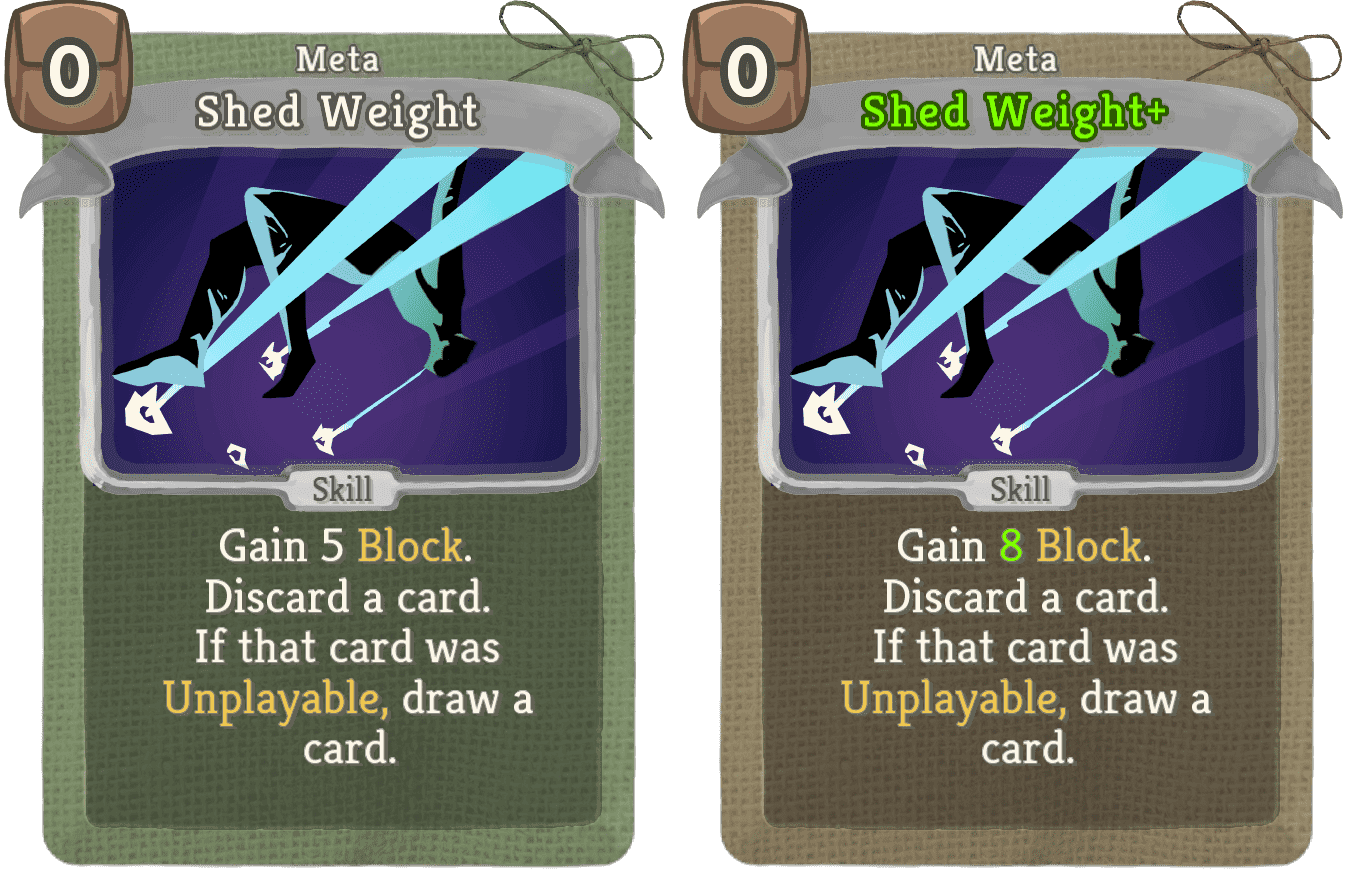 0
Meta
Shed Weight
Skill
Gain 5 Block.
Discard a card.
If that card was
Unplayable, draw a
card.
0
Meta
Shed Weight+
Skill
Gain 8 Block.
Discard a card.
If that card was
Unplayable, draw a
card.